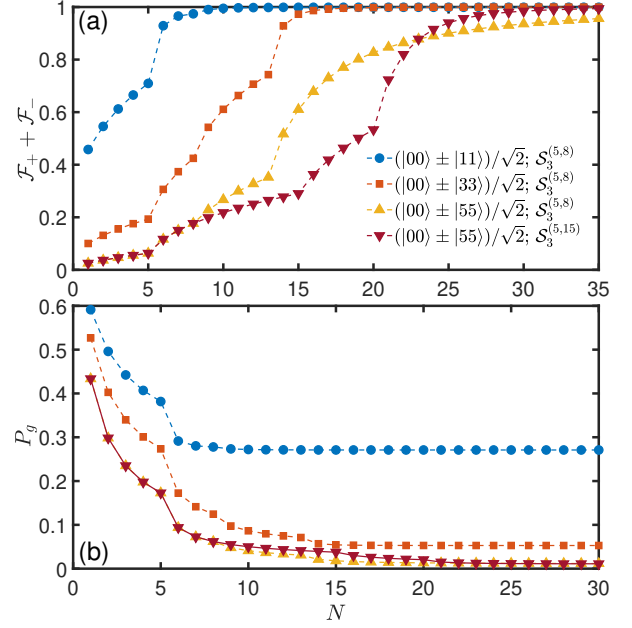 (a)
1
0.8
0.6
0.4
0.2
0
𝓕₊ + 𝓕₋
(|00⟩ ± |11⟩)/√2; 𝒮₃^(5,8)
(|00⟩ ± |33⟩)/√2; 𝒮₃^(5,8)
(|00⟩ ± |55⟩)/√2; 𝒮₃^(5,8)
(|00⟩ ± |55⟩)/√2; 𝒮₃^(5,15)
0 5 10 15 20 25 30 35
0.6
0.5
0.4
0.3
0.2
0.1
0
P_g
(b)
0 5 10 15 20 25 30
N